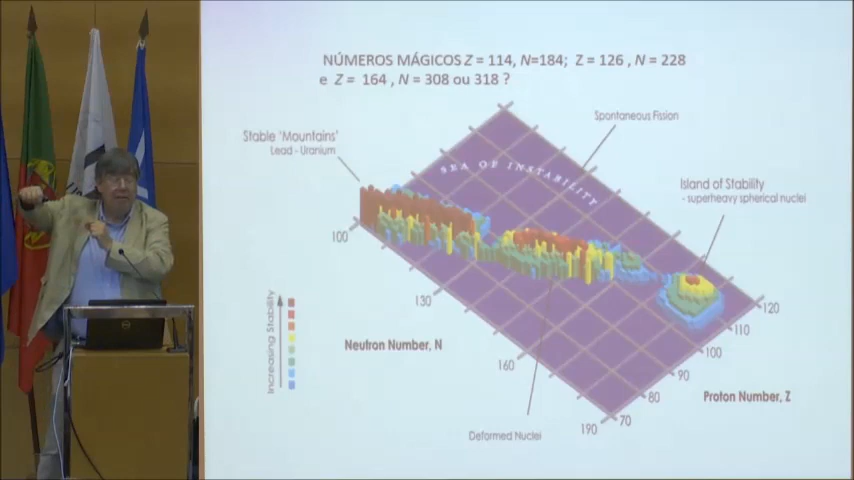 NÚMEROS MÁGICOS Z = 114, N=184; Z = 126 , N = 228
e Z = 164 , N = 308 ou 318 ?
Spontaneous Fission
Stable 'Mountains'
Lead - Uranium
SEA OF INSTABILITY
Island of Stability
- superheavy spherical nuclei
100
130
160
190
70
80
90
100
110
120
Increasing Stability
Neutron Number, N
Proton Number, Z
Deformed Nuclei